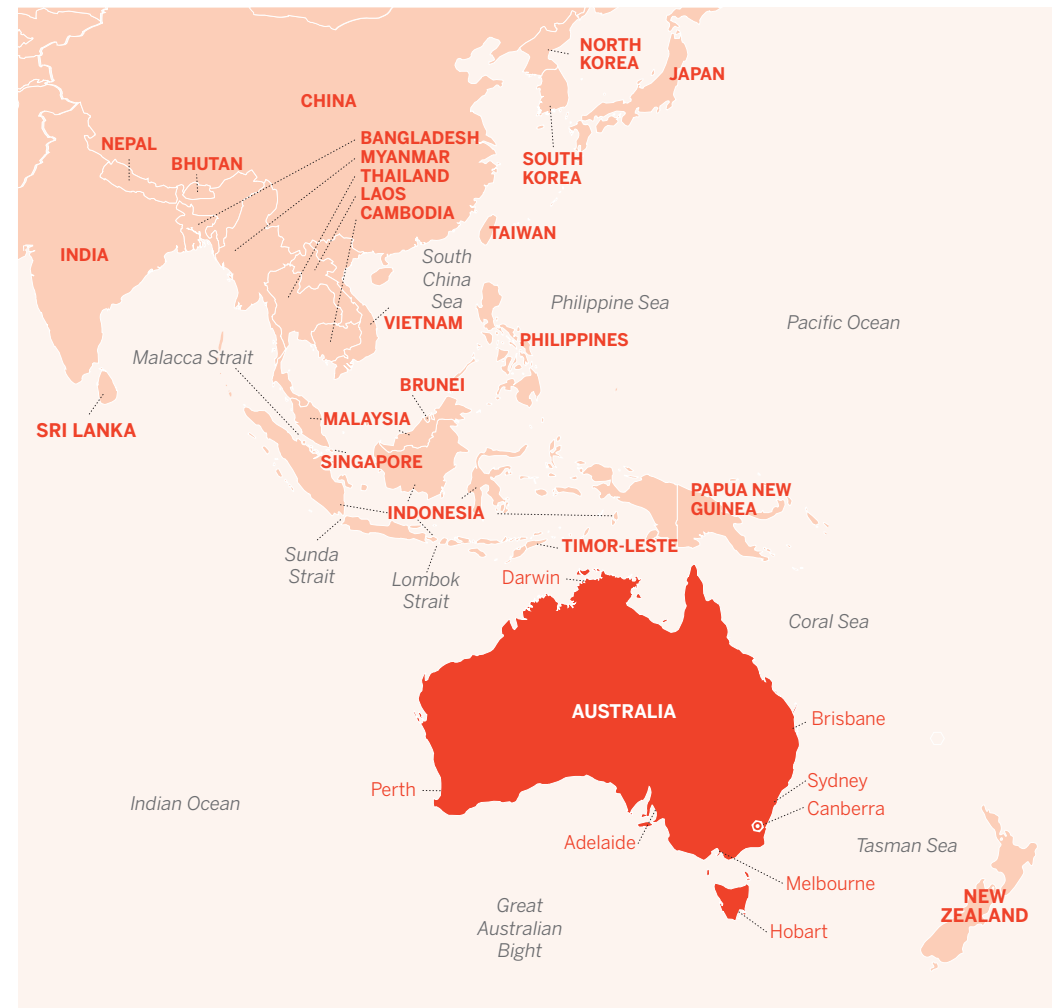 NORTH
KOREA
JAPAN
CHINA
BANGLADESH
MYANMAR
THAILAND
LAOS
CAMBODIA
NEPAL
BHUTAN
SOUTH
KOREA
TAIWAN
INDIA
South
China
Sea
Philippine Sea
Pacific Ocean
VIETNAM
PHILIPPINES
Malacca Strait
BRUNEI
MALAYSIA
SRI LANKA
SINGAPORE
PAPUA NEW
GUINEA
INDONESIA
TIMOR-LESTE
Sunda
Strait
Lombok
Strait
Darwin
Coral Sea
AUSTRALIA
Brisbane
Perth
Sydney
Canberra
Indian Ocean
Adelaide
Tasman Sea
Melbourne
NEW
ZEALAND
Great
Australian
Bight
Hobart